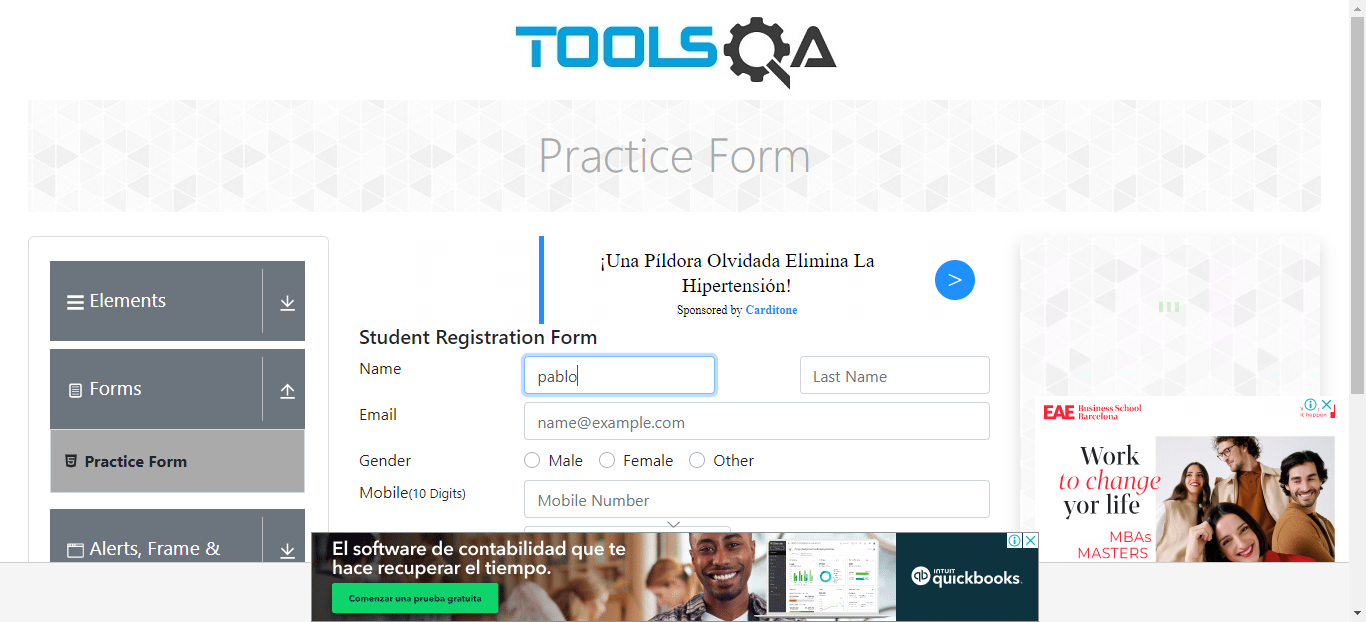 TOOLSQA
Practice Form
Elements
Forms
Practice Form
Alerts, Frame &
¡Una Píldora Olvidada Elimina La
Hipertensión!
Sponsored by Carditone
>
Student Registration Form
Name
pablo
Last Name
Email
name@example.com
Gender
Male
Female
Other
Mobile(10 Digits)
Mobile Number
EAE Business School
Barcelona
it happen
Work
to change
yor life
MBAs
MASTERS
El software de contabilidad que te
hace recuperar el tiempo.
Comenzar una prueba gratuita
INTUIT
quickbooks.